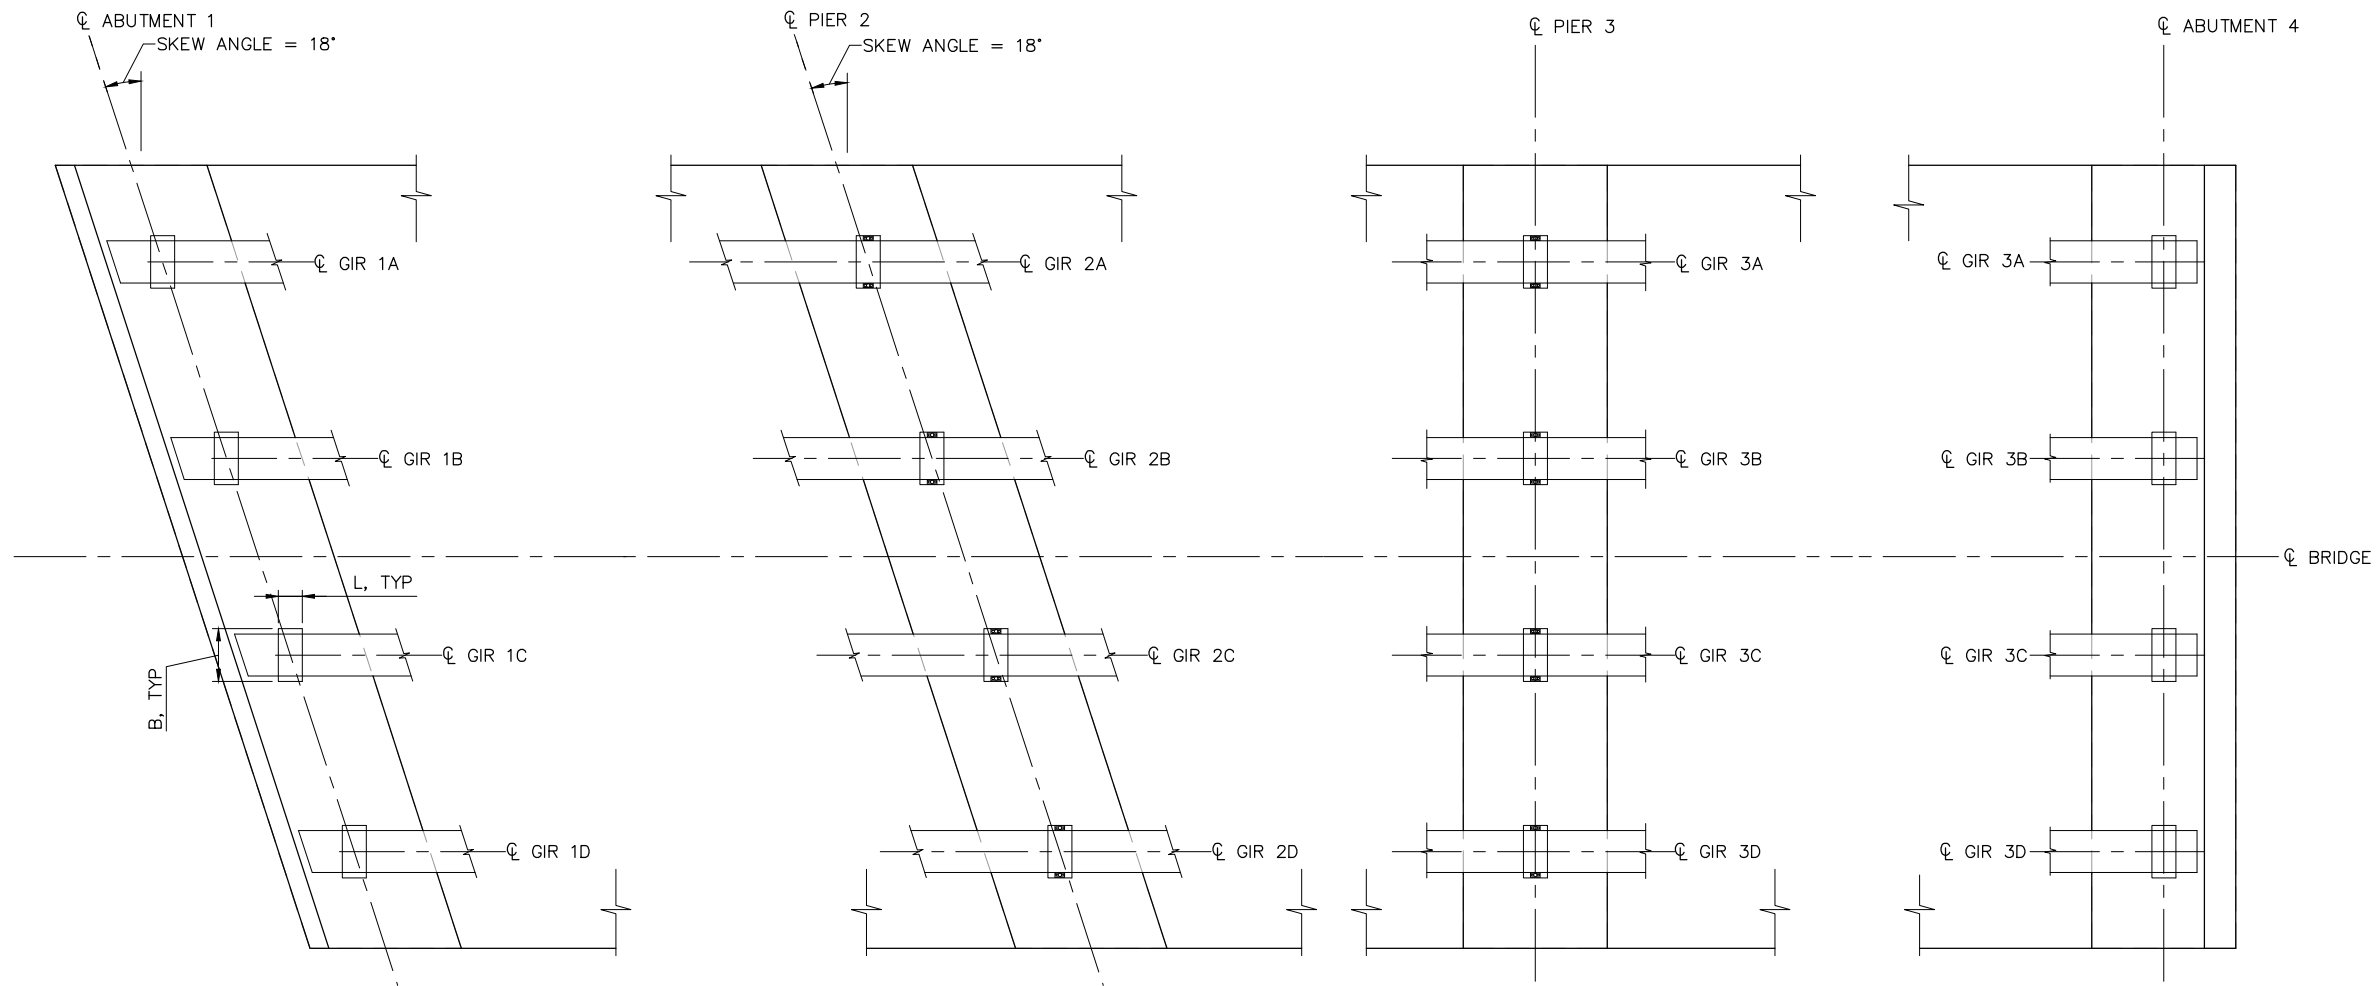 ℄ ABUTMENT 1
SKEW ANGLE = 18°
℄ PIER 2
SKEW ANGLE = 18°
℄ PIER 3
℄ ABUTMENT 4
℄ GIR 1A
℄ GIR 2A
℄ GIR 3A
℄ GIR 3A
℄ GIR 1B
℄ GIR 2B
℄ GIR 3B
℄ GIR 3B
℄ BRIDGE
L, TYP
B, TYP
℄ GIR 1C
℄ GIR 2C
℄ GIR 3C
℄ GIR 3C
℄ GIR 1D
℄ GIR 2D
℄ GIR 3D
℄ GIR 3D